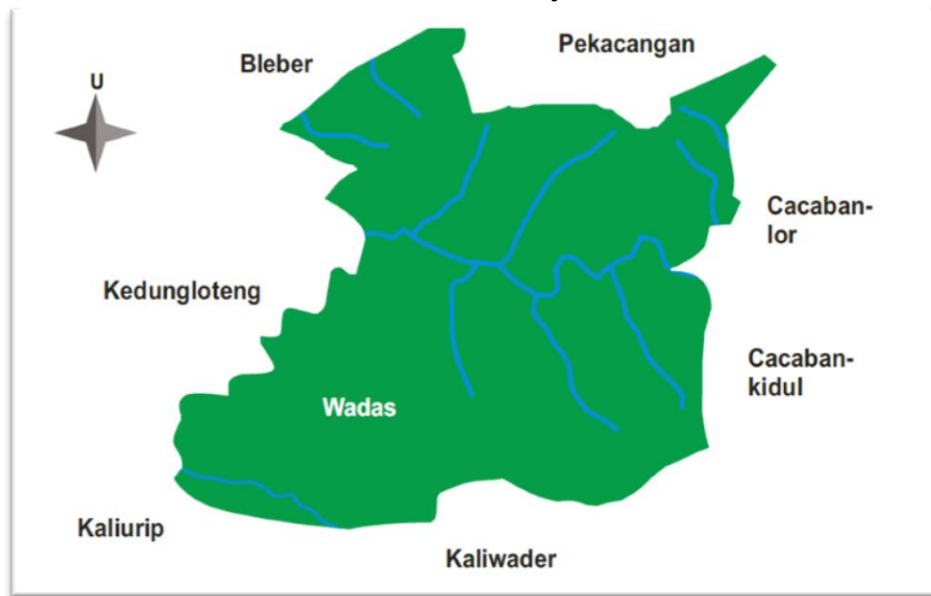 Pekacangan
Bleber
U
Cacaban-
lor
Kedungloteng
Cacaban-
kidul
Wadas
Kaliurip
Kaliwader